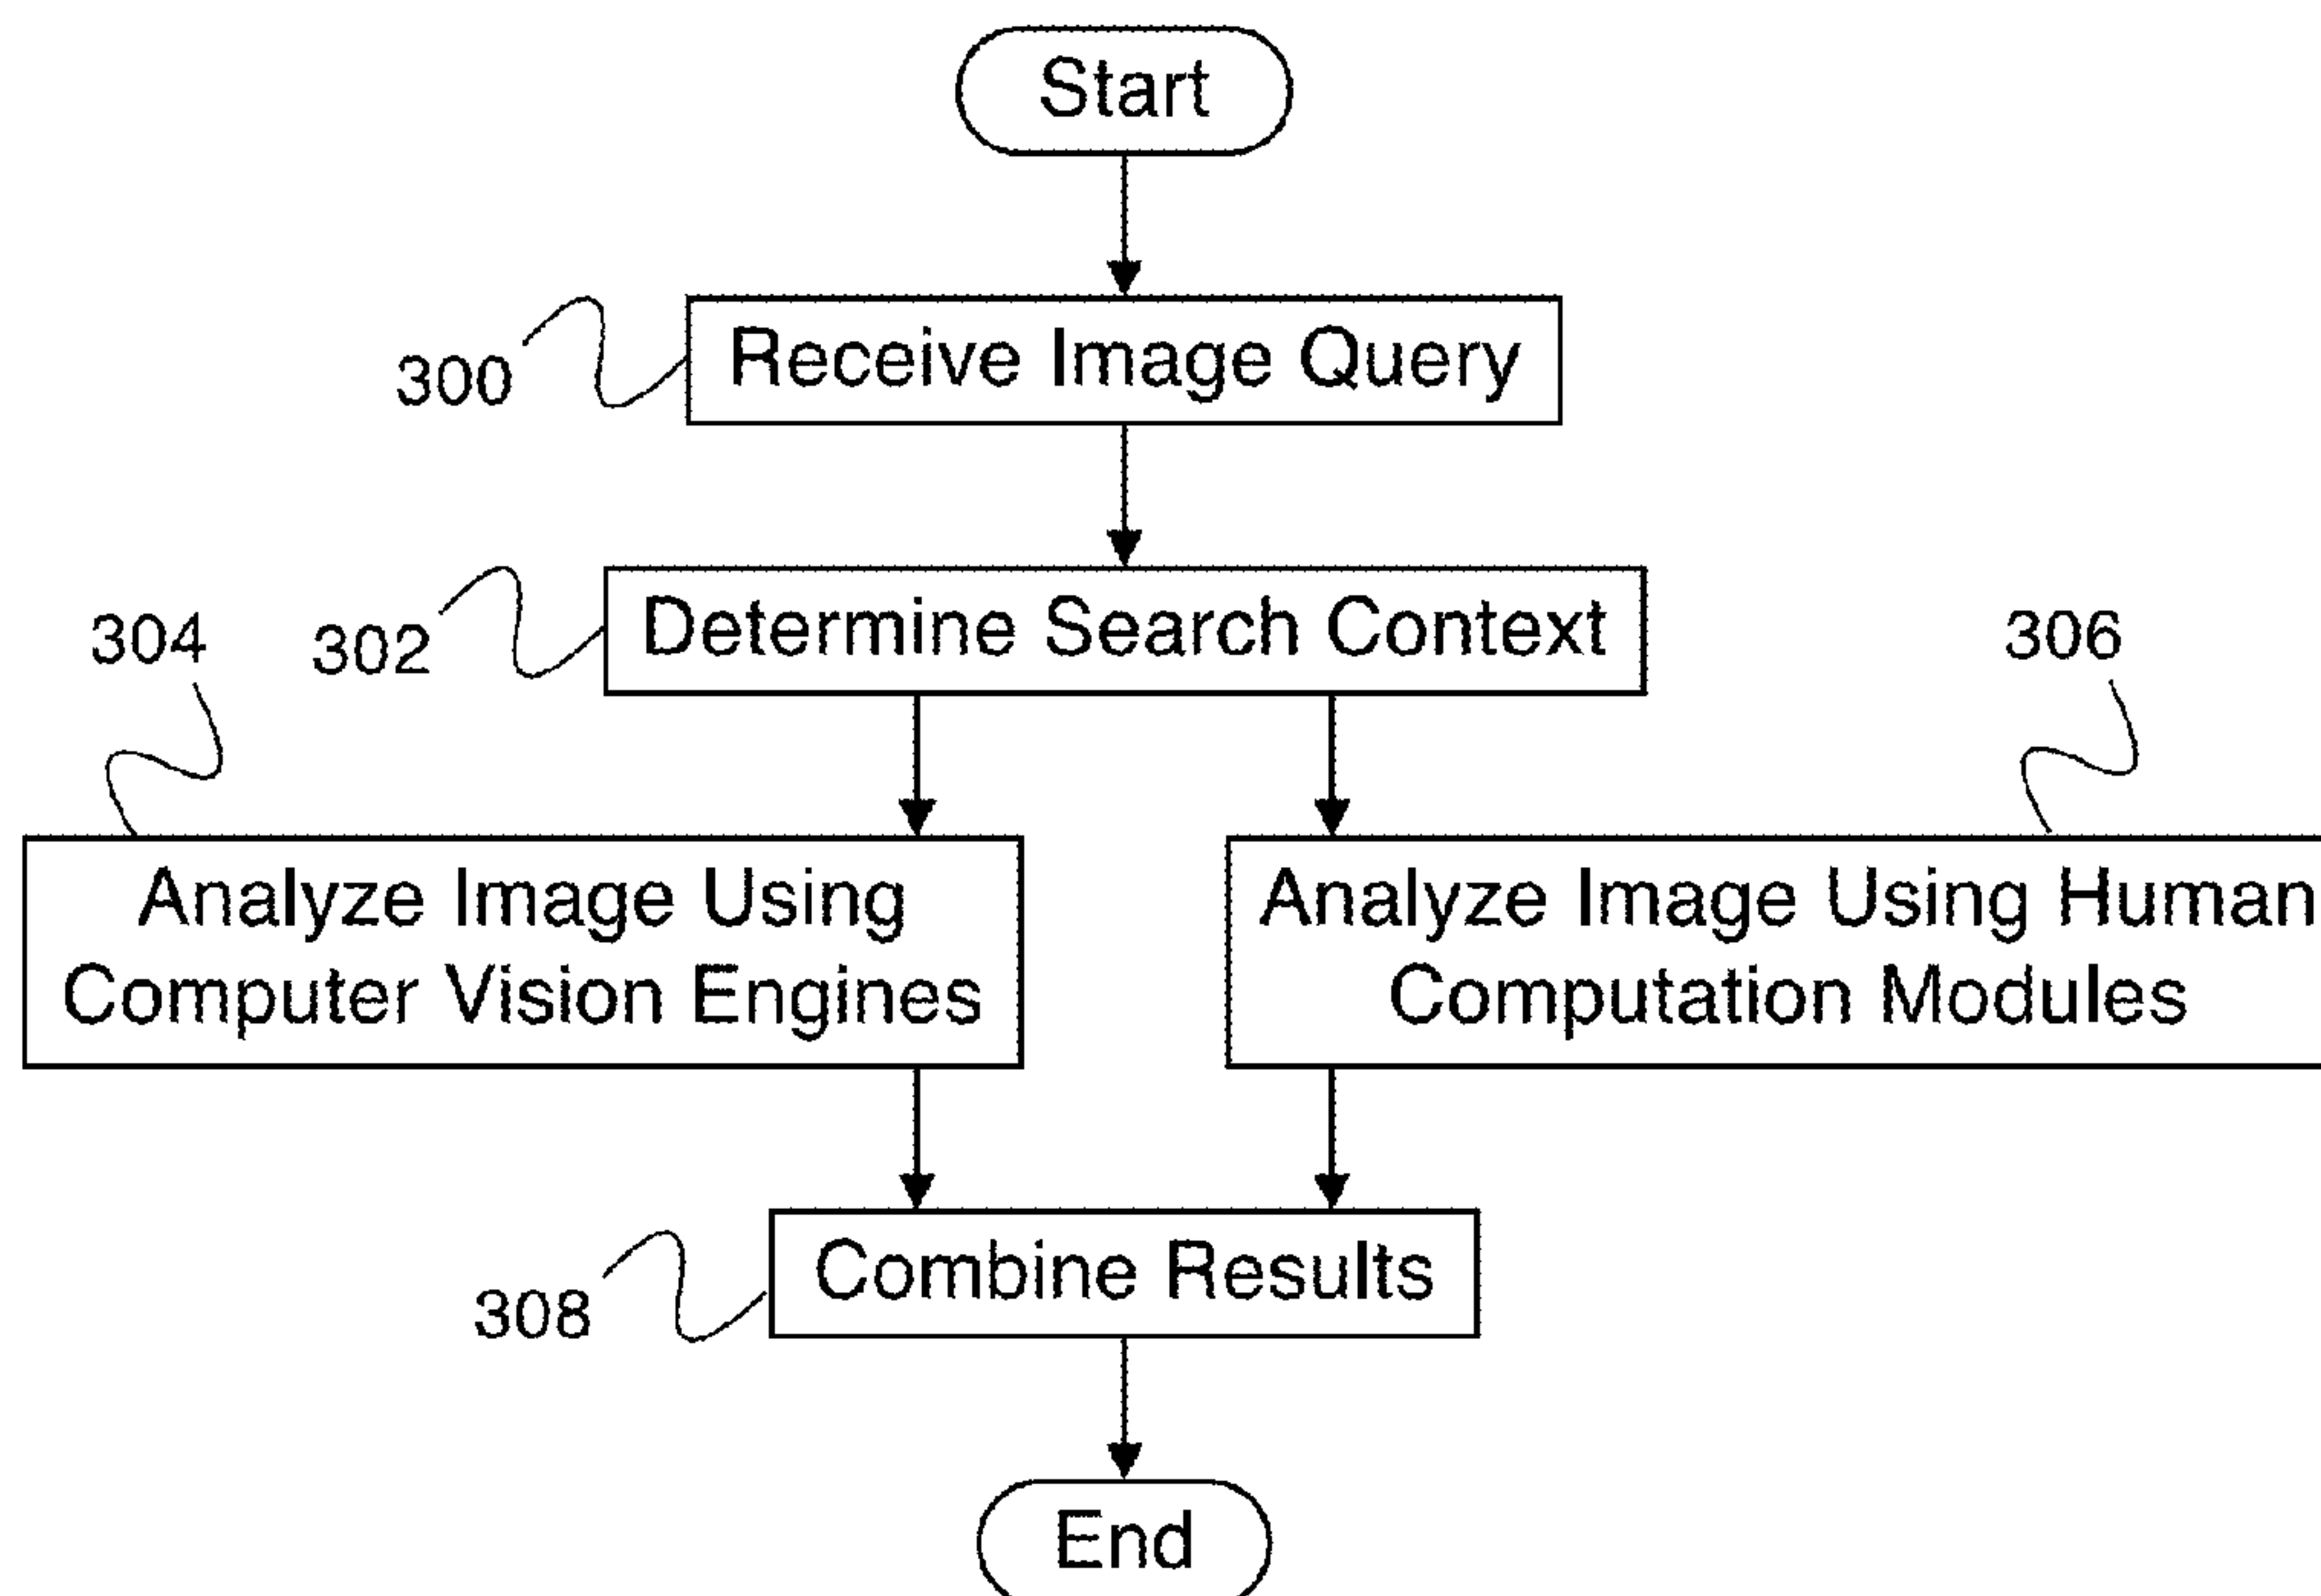 Start
300
Receive Image Query
304
302
Determine Search Context
306
Analyze Image Using
Computer Vision Engines
Analyze Image Using Human
Computation Modules
308
Combine Results
End